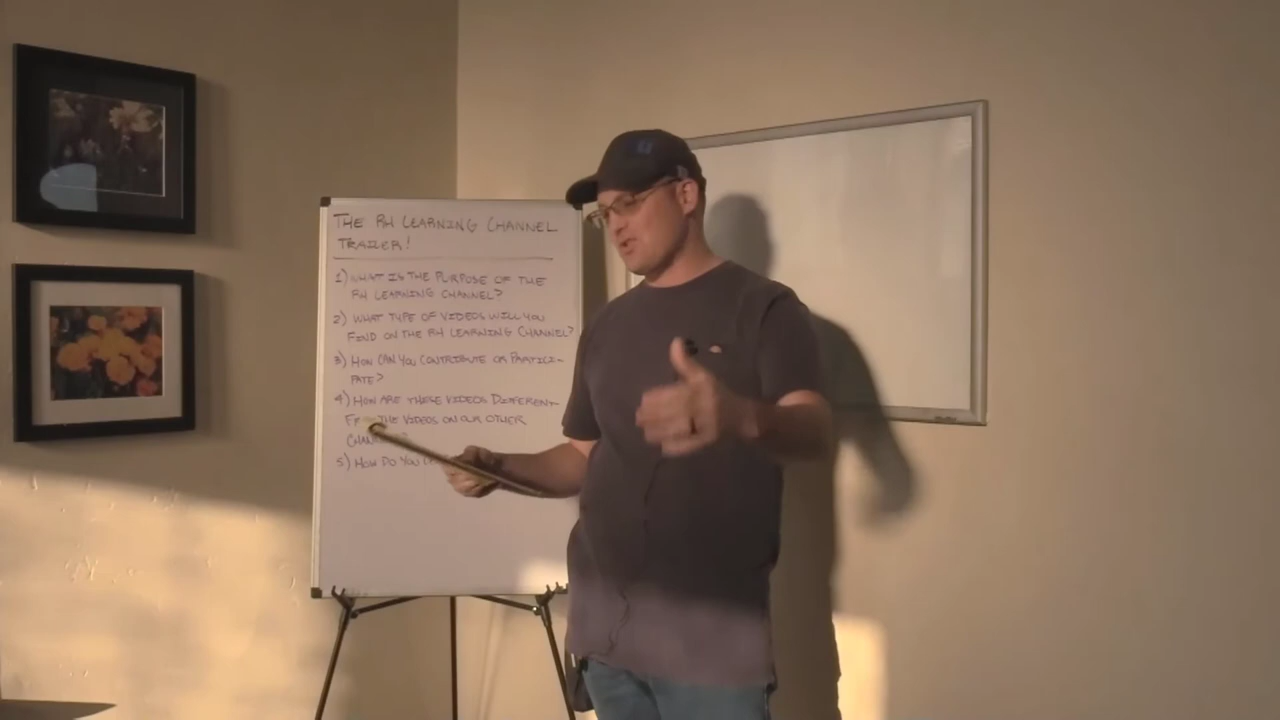 THE RH LEARNING CHANNEL
TRAILER!
1) WHAT IS THE PURPOSE OF THE
RH LEARNING CHANNEL?
2) WHAT TYPE OF VIDEOS WILL YOU
FIND ON THE RH LEARNING CHANNEL?
3) HOW CAN YOU CONTRIBUTE OR PARTICI-
PATE?
4) HOW ARE THESE VIDEOS DIFFERENT
THE VIDEOS ON OUR OTHER
5) HOW DO YOU